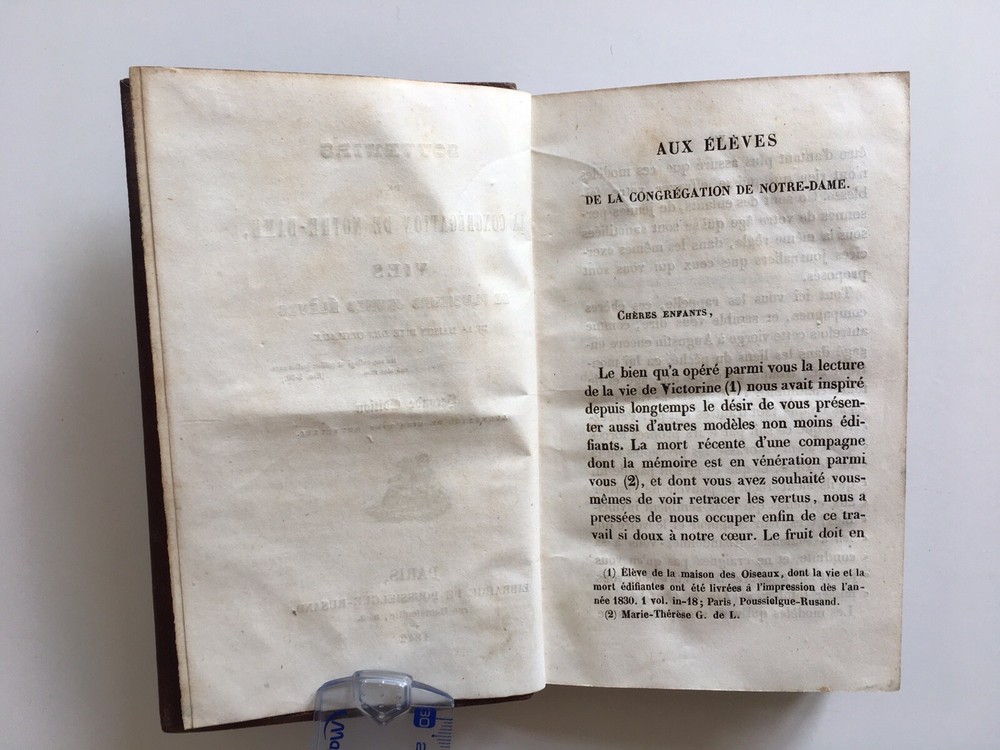 AUX ÉLÈVES
DE LA CONGRÉGATION DE NOTRE-DAME.
CHÈRES ENFANTS,
Le bien qu'a opéré parmi vous la lecture
de la vie de Victorine (1) nous avait inspiré
depuis longtemps le désir de vous présen-
ter aussi d'autres modèles non moins édi-
fiants. La mort récente d'une compagne
dont la mémoire est en vénération parmi
vous (2), et dont vous avez souhaité vous-
mêmes de voir retracer les vertus, nous a
pressées de nous occuper enfin de ce tra-
vail si doux à notre cœur. Le fruit doit en
(1) Élève de la maison des Oiseaux, dont la vie et la
mort édifiantes ont été livrées á l'impression dès l'an-
née 1830. 1 vol. in-18; Paris, Poussielgue-Rusand.
(2) Marie-Thérèse G. de L.
30